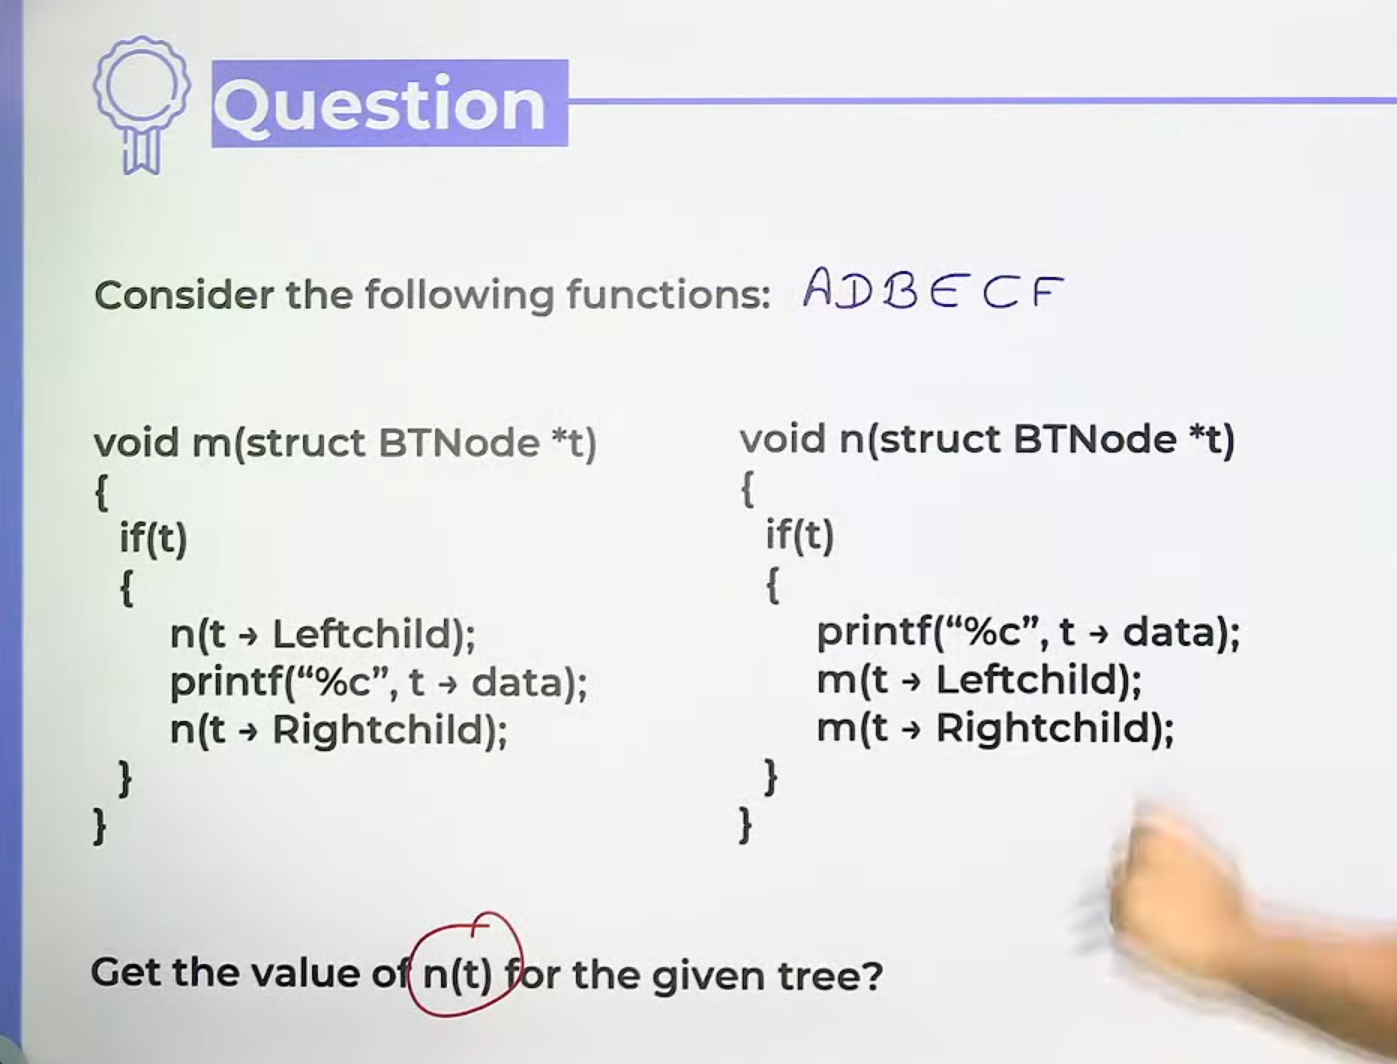 Question
Consider the following functions: ADBECF
void m(struct BTNode *t)
{
if(t)
{
n(t → Leftchild);
printf(“%c”, t → data);
n(t → Rightchild);
}
}
void n(struct BTNode *t)
{
if(t)
{
printf(“%c”, t → data);
m(t → Leftchild);
m(t → Rightchild);
}
}
Get the value of n(t) for the given tree?